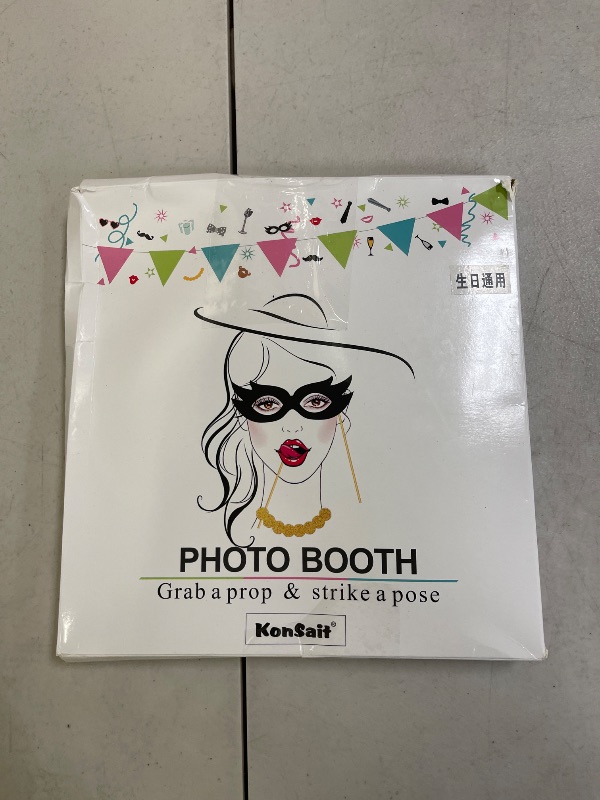 生日通用
PHOTO BOOTH
Grab a prop & strike a pose
KonSait®